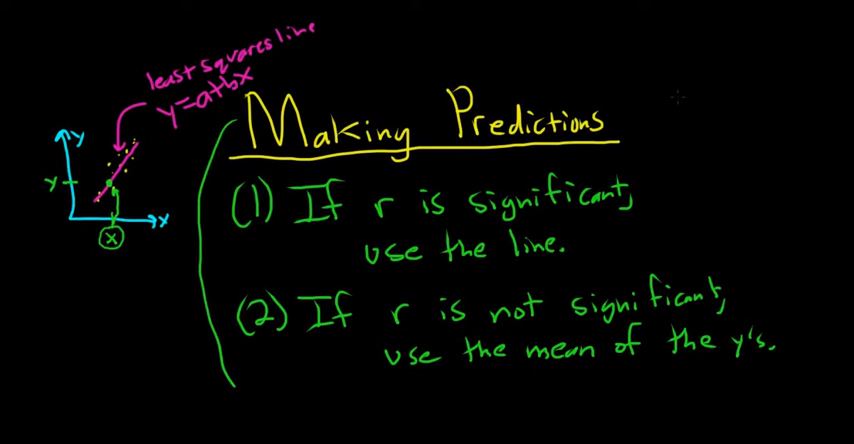 least squares line
y=a+bx
Making Predictions
y
y
x
x
(1) If r is significant,
use the line.
(2) If r is not significant,
use the mean of the y's.